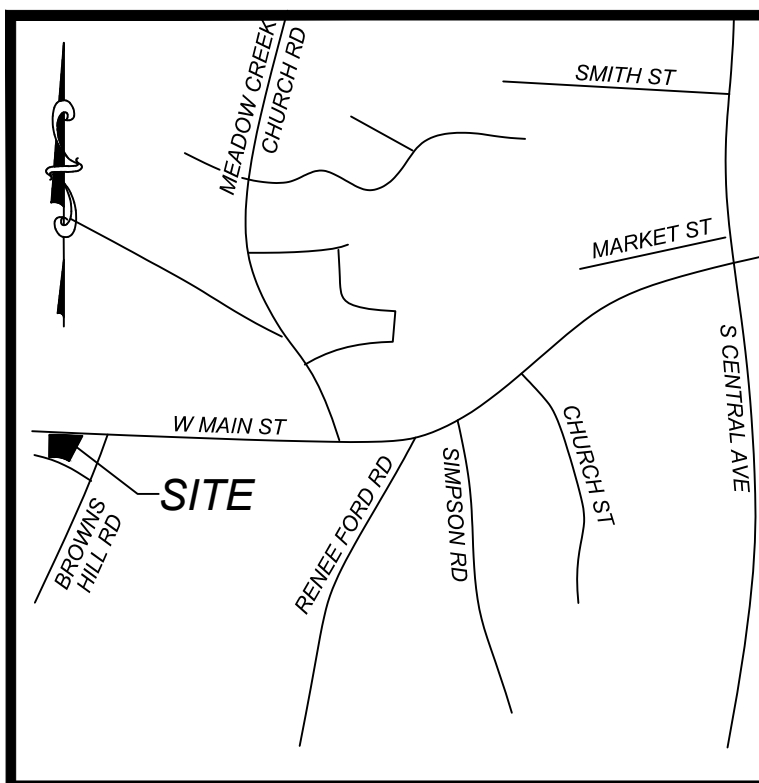 MEADOW CREEK
CHURCH RD
SMITH ST
MARKET ST
S CENTRAL AVE
W MAIN ST
SITE
BROWNS
HILL RD
RENEE FORD RD
SIMPSON RD
CHURCH ST